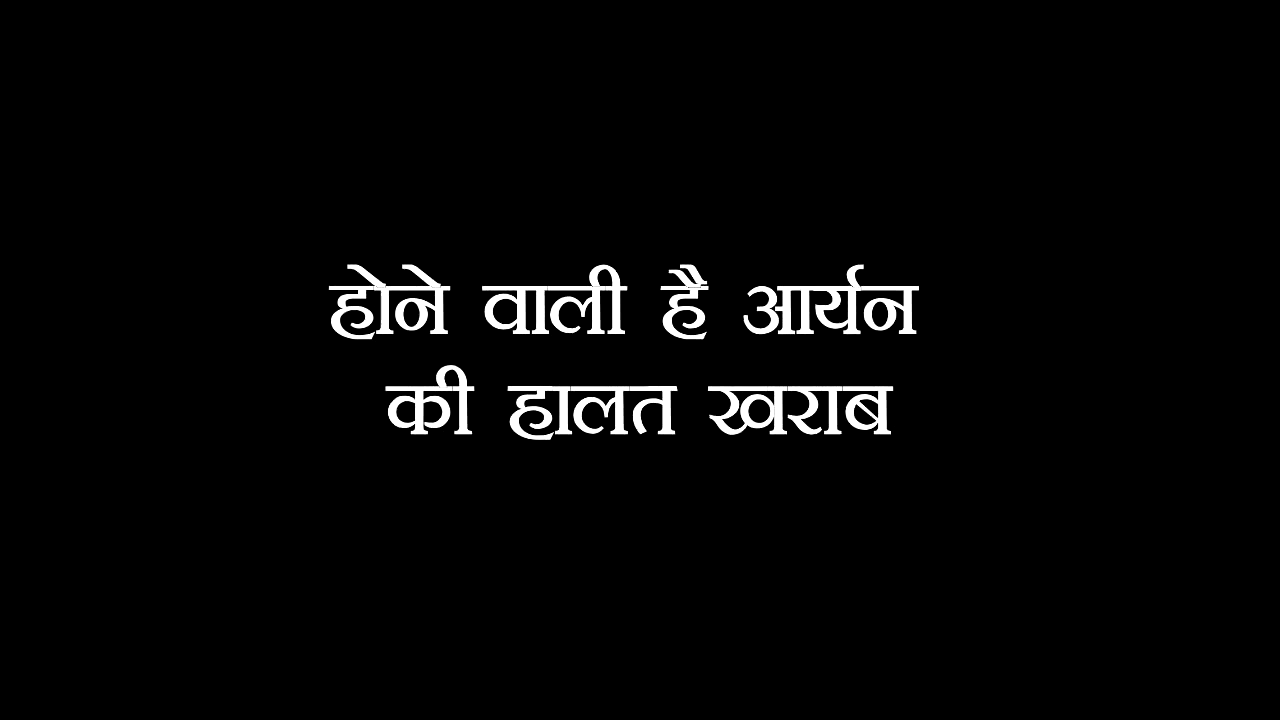 होने वाली है आर्यन
की हालत खराब